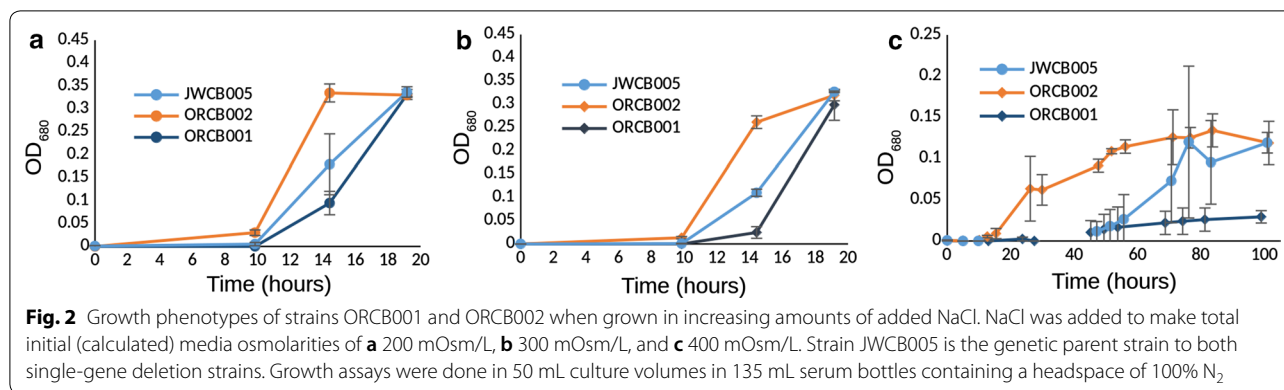 a
0.45
0.4
0.35
0.3
0.25
0.2
0.15
0.1
0.05
0
OD680
JWCB005
ORCB002
ORCB001
0 2 4 6 8 10 12 14 16 18 20
Time (hours)
b
0.45
0.4
0.35
0.3
0.25
0.2
0.15
0.1
0.05
0
OD680
JWCB005
ORCB002
ORCB001
0 2 4 6 8 10 12 14 16 18 20
Time (hours)
c
0.25
0.2
0.15
0.1
0.05
0
OD680
JWCB005
ORCB002
ORCB001
0 20 40 60 80 100
Time (hours)
Fig. 2 Growth phenotypes of strains ORCB001 and ORCB002 when grown in increasing amounts of added NaCl. NaCl was added to make total
initial (calculated) media osmolarities of a 200 mOsm/L, b 300 mOsm/L, and c 400 mOsm/L. Strain JWCB005 is the genetic parent strain to both
single-gene deletion strains. Growth assays were done in 50 mL culture volumes in 135 mL serum bottles containing a headspace of 100% N2